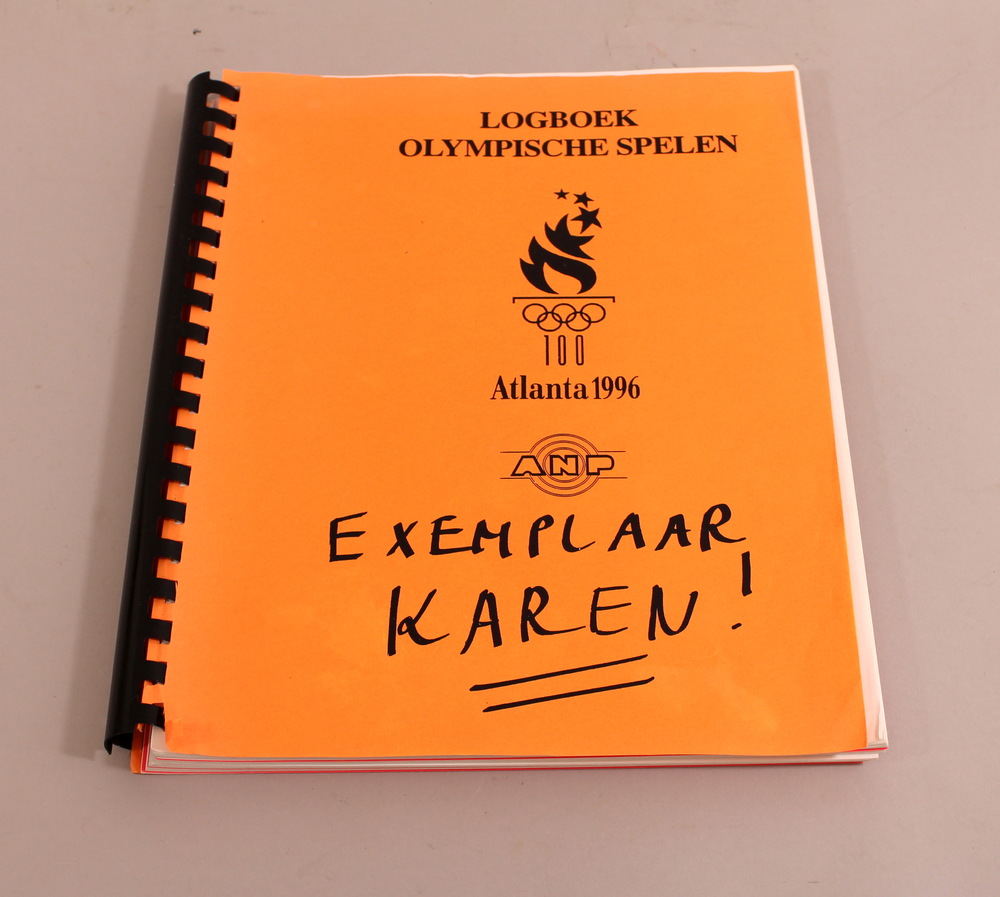 LOGBOEK
OLYMPISCHE SPELEN
100
Atlanta 1996
ANP
EXEMPLAAR
KAREN!